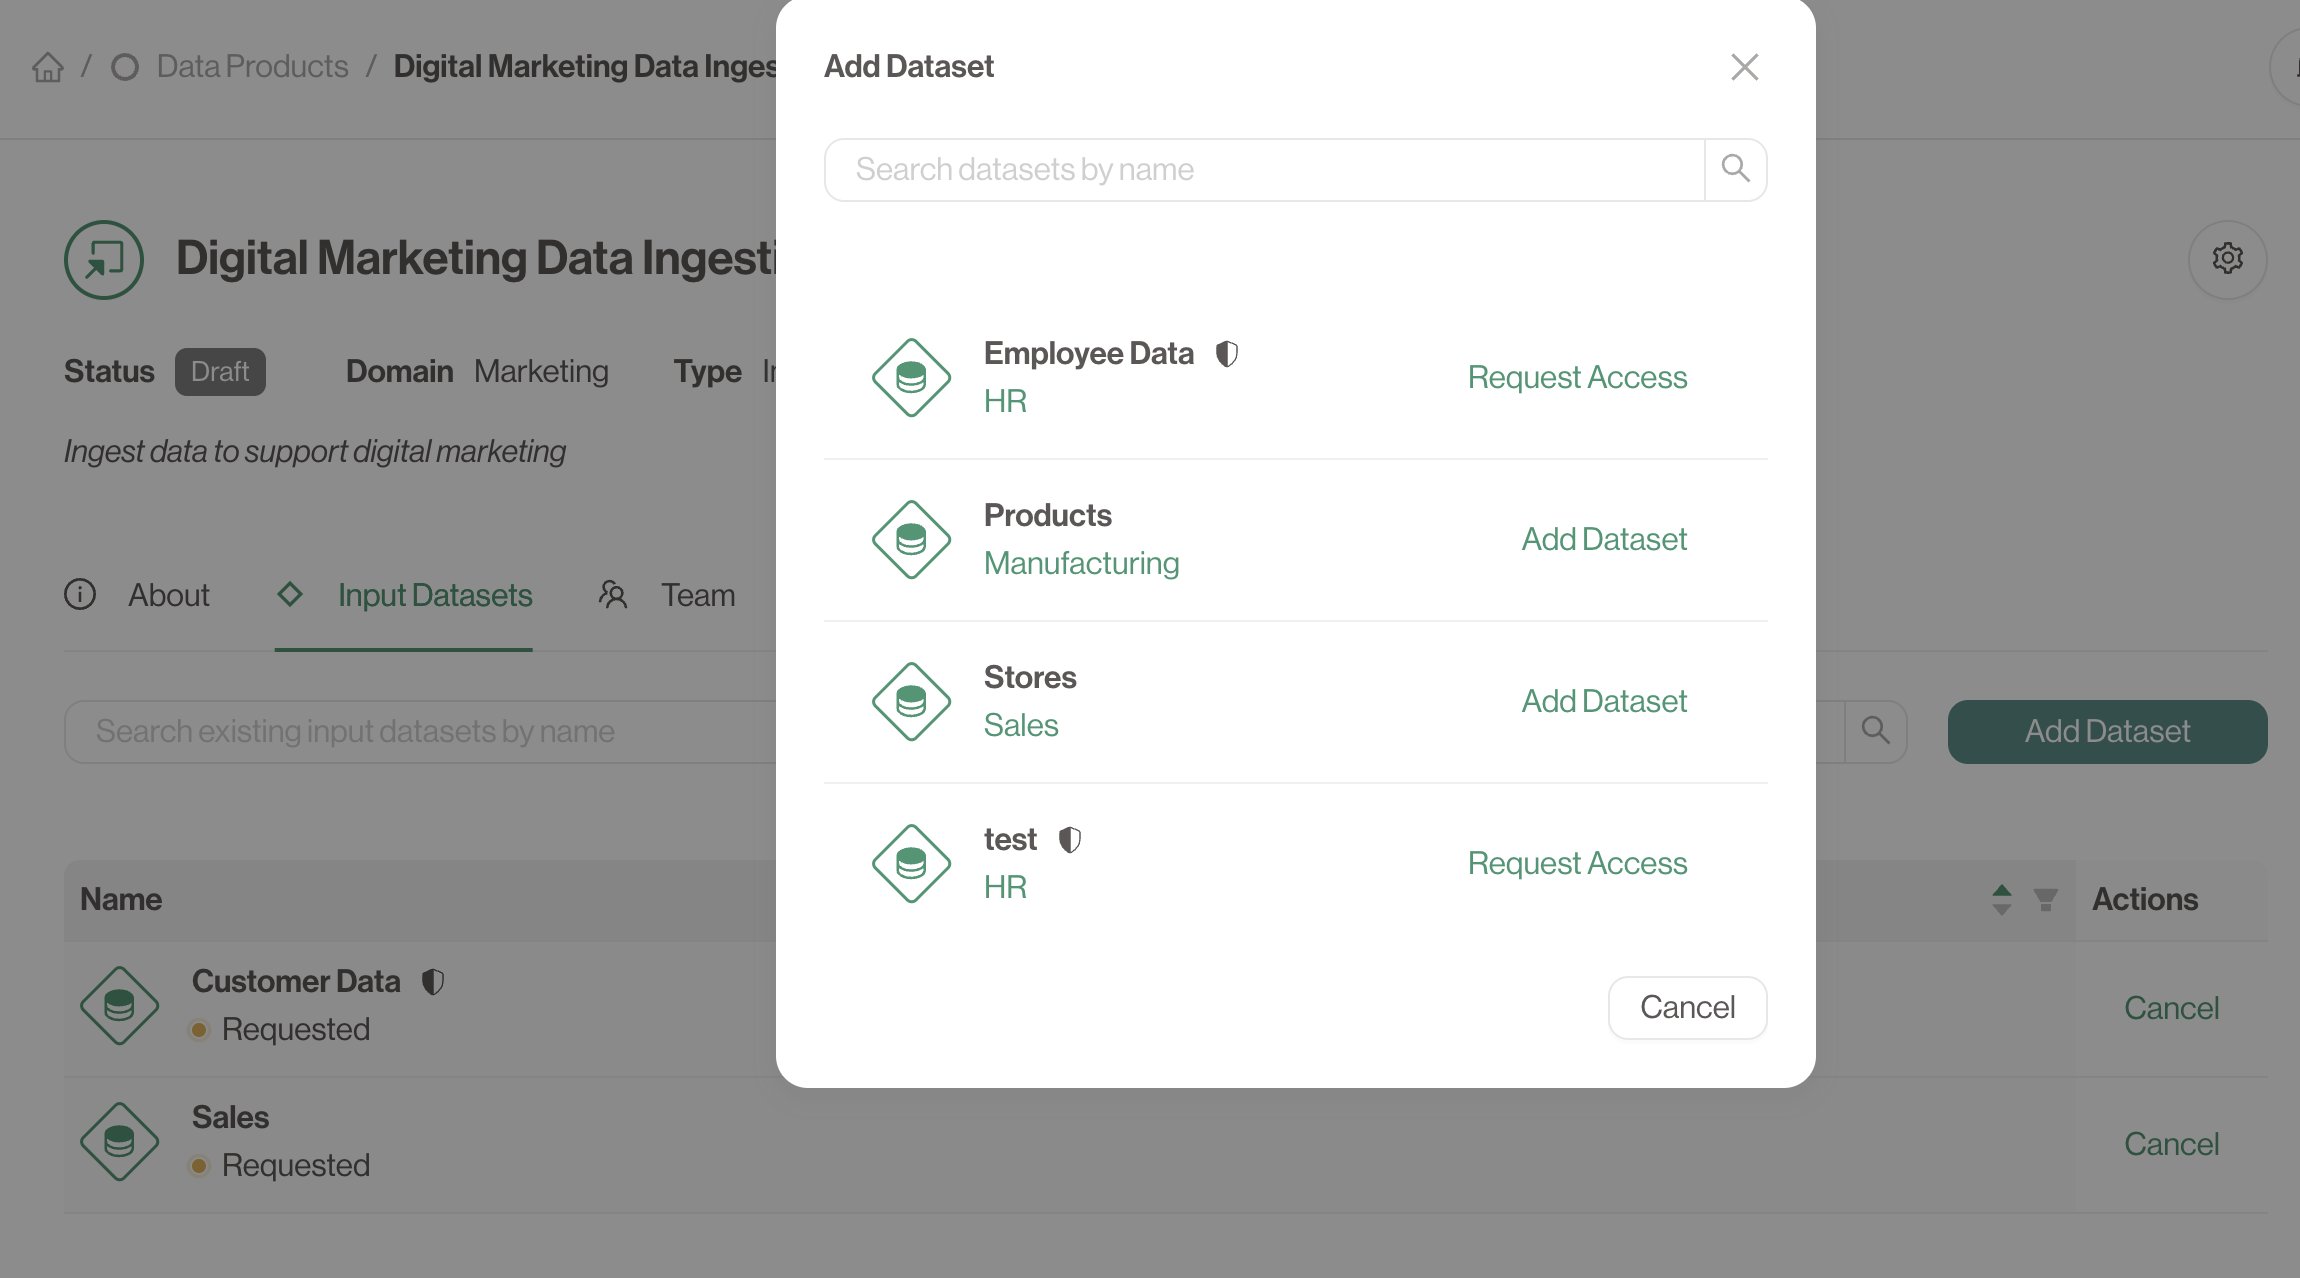 / Data Products / Digital Marketing Data Inges
Digital Marketing Data Ingesti
Status Draft Domain Marketing Type
Ingest data to support digital marketing
About Input Datasets Team
Search existing input datasets by name
Add Dataset
Name
Actions
Customer Data
Requested
Cancel
Sales
Requested
Cancel
Add Dataset
Search datasets by name
Employee Data
HR
Request Access
Products
Manufacturing
Add Dataset
Stores
Sales
Add Dataset
test
HR
Request Access
Cancel